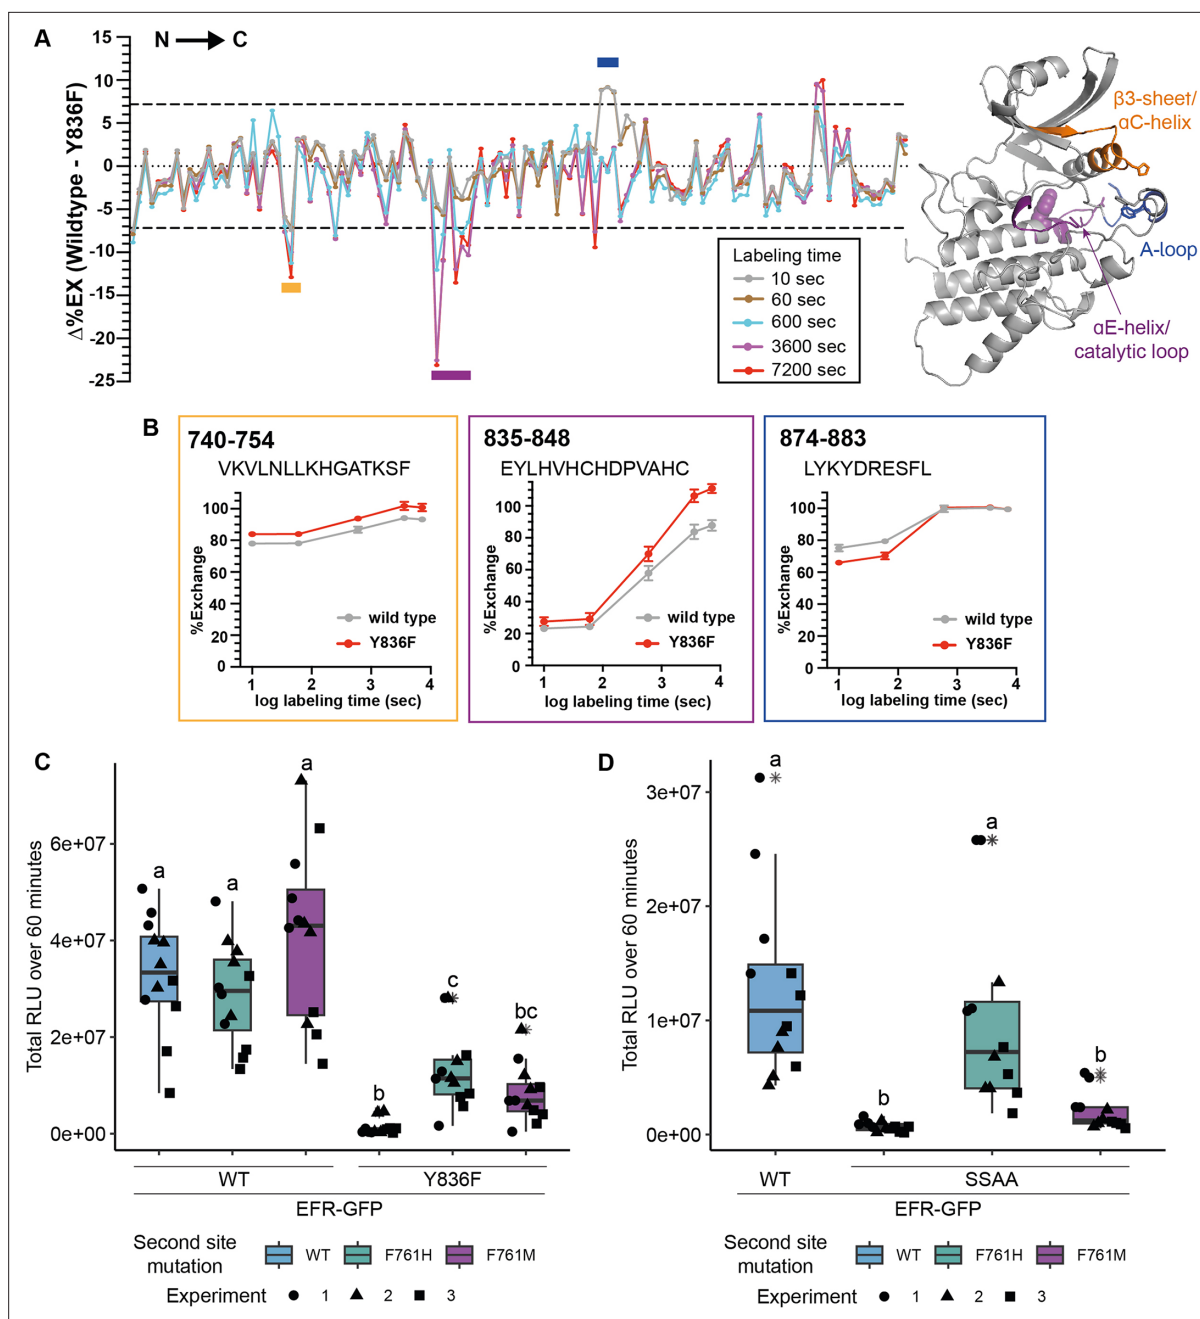 A
N → C
15
10
5
0
-5
-10
-15
-20
-25
Δ%EX (Wildtype - Y836F)
Labeling time
10 sec
60 sec
600 sec
3600 sec
7200 sec
β3-sheet/
αC-helix
A-loop
αE-helix/
catalytic loop
B
740-754
VKVLNLLKHGATKSF
%Exchange
100
80
60
40
20
0
wild type
Y836F
1 2 3 4
log labeling time (sec)
835-848
EYLHVHCHDPVAHC
%Exchange
100
80
60
40
20
0
wild type
Y836F
1 2 3 4
log labeling time (sec)
874-883
LYKYDRESFL
%Exchange
100
80
60
40
20
0
wild type
Y836F
1 2 3 4
log labeling time (sec)
C
Total RLU over 60 minutes
6e+07
4e+07
2e+07
0e+00
a
a
a
b
c
bc
WT Y836F
EFR-GFP
Second site
mutation
WT F761H F761M
Experiment 1 2 3
D
Total RLU over 60 minutes
3e+07
2e+07
1e+07
0e+00
a
b
a
b
WT SSAA
EFR-GFP
Second site
mutation
WT F761H F761M
Experiment 1 2 3